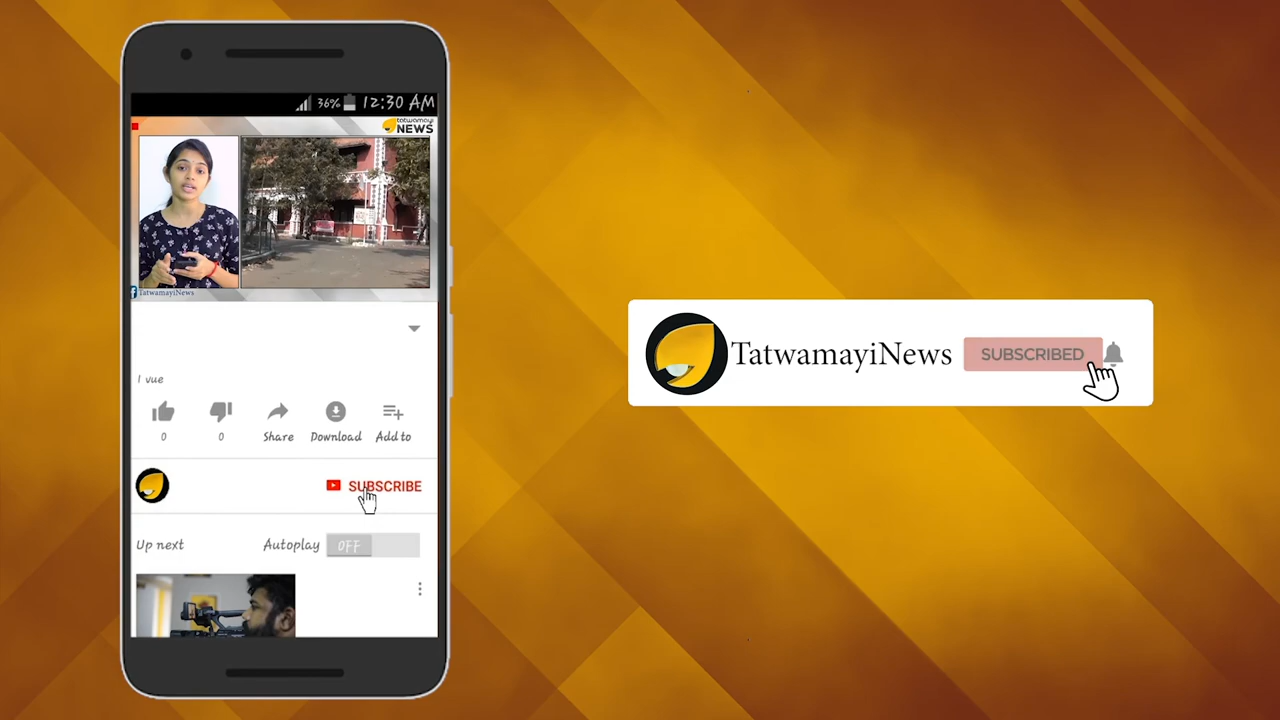 36% 12:30 AM
tatwamayi
NEWS
TatwamayiNews
1 vue
0 0 Share Download Add to
SUBSCRIBE
Up next Autoplay OFF
TatwamayiNews SUBSCRIBED